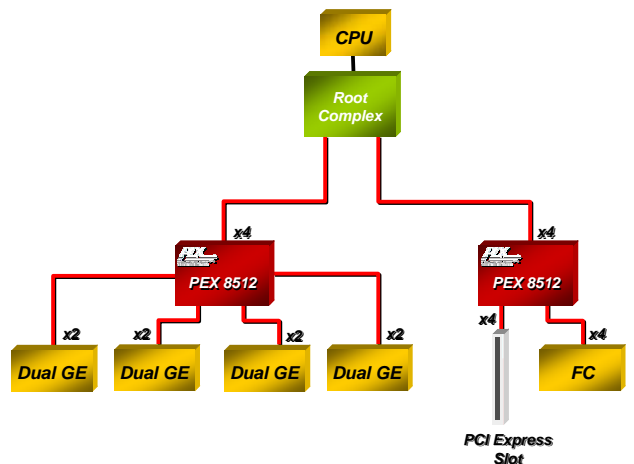 CPU
Root
Complex
x4
x4
PEX 8512
PEX 8512
x2
x2
x2
x2
x4
x4
Dual GE
Dual GE
Dual GE
Dual GE
FC
PCI Express
Slot